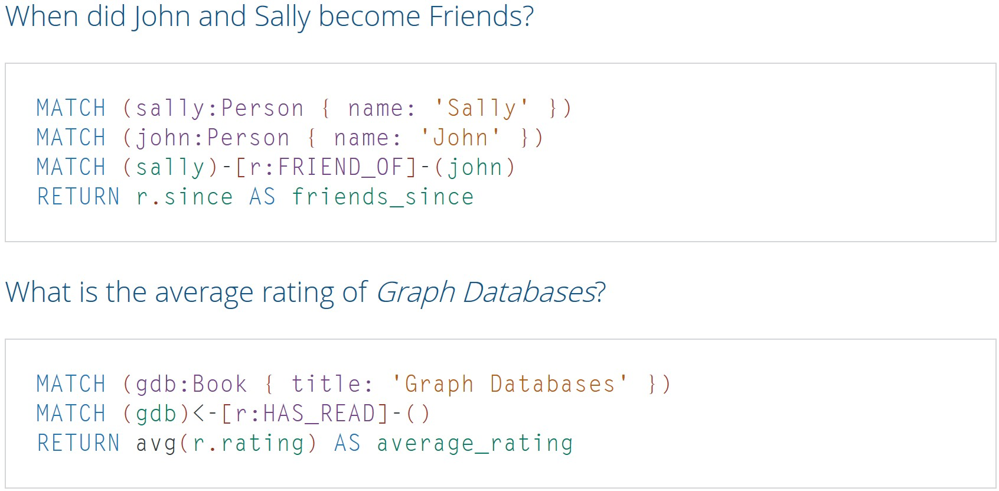 When did John and Sally become Friends?
MATCH (sally:Person { name: 'Sally' })
MATCH (john:Person { name: 'John' })
MATCH (sally)-[r:FRIEND_OF]-(john)
RETURN r.since AS friends_since
What is the average rating of Graph Databases?
MATCH (gdb:Book { title: 'Graph Databases' })
MATCH (gdb)<-[r:HAS_READ]-()
RETURN avg(r.rating) AS average_rating